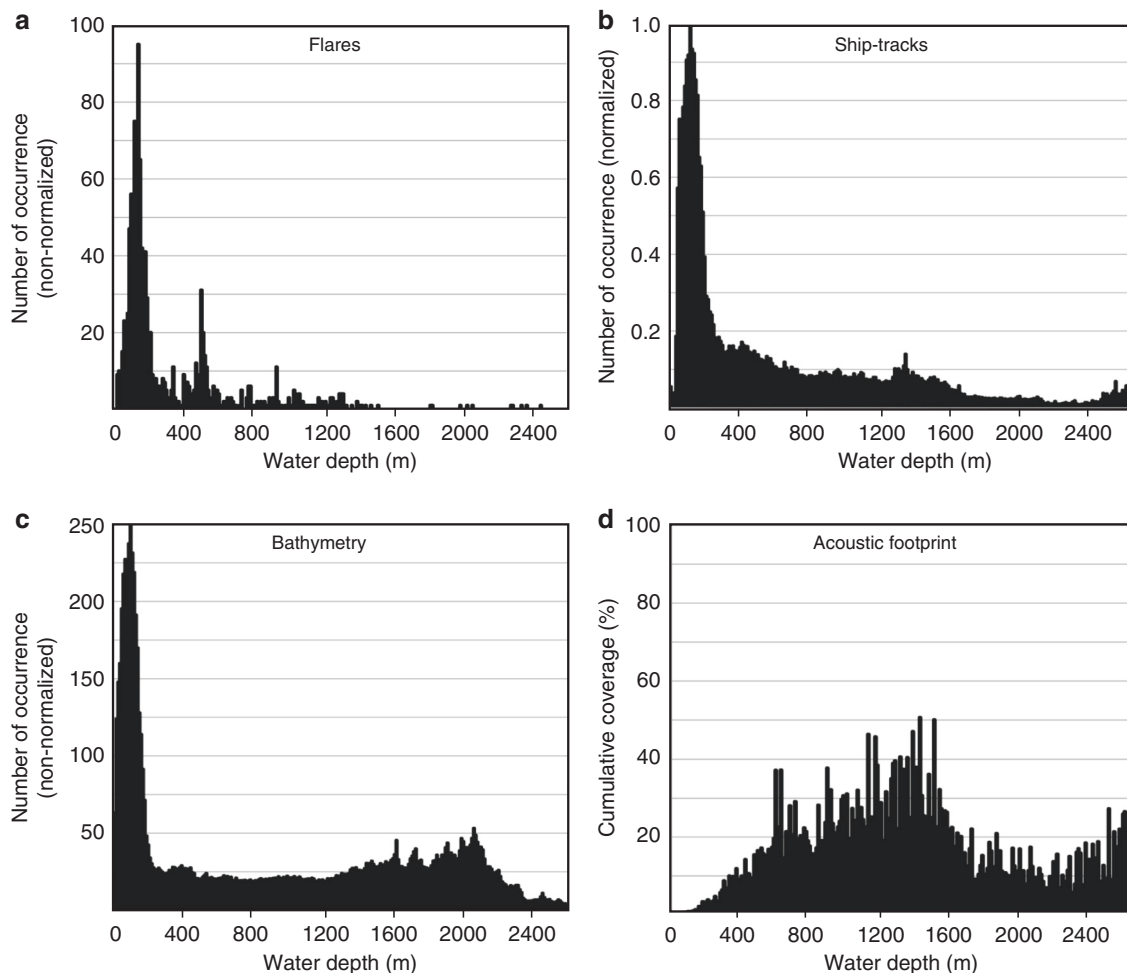 a
Flares
Number of occurrence
(non-normalized)
100
80
60
40
20
0 400 800 1200 1600 2000 2400
Water depth (m)
b
Ship-tracks
Number of occurrence (normalized)
1.0
0.8
0.6
0.4
0.2
0 400 800 1200 1600 2000 2400
Water depth (m)
c
Bathymetry
Number of occurrence
(non-normalized)
250
200
150
100
50
0 400 800 1200 1600 2000 2400
Water depth (m)
d
Acoustic footprint
Cumulative coverage (%)
100
80
60
40
20
0 400 800 1200 1600 2000 2400
Water depth (m)